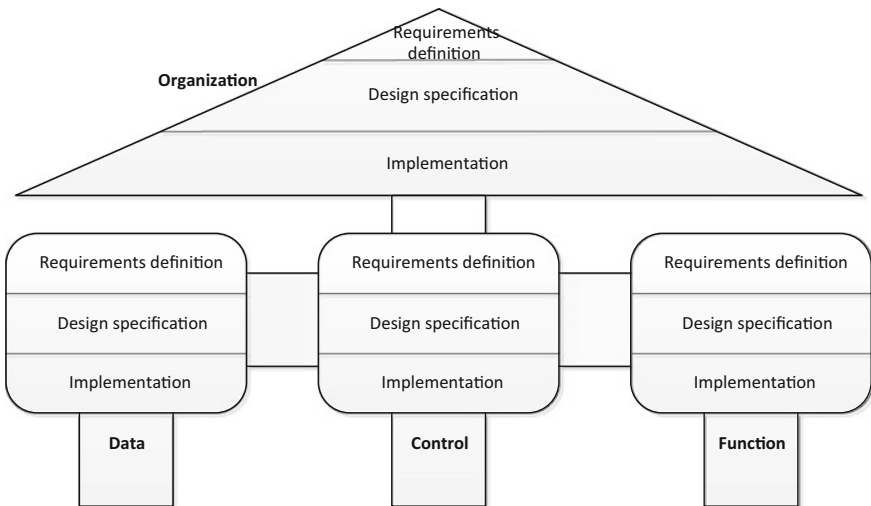 Requirements
definition
Organization
Design specification
Implementation
Requirements definition
Requirements definition
Requirements definition
Design specification
Design specification
Design specification
Implementation
Implementation
Implementation
Data
Control
Function